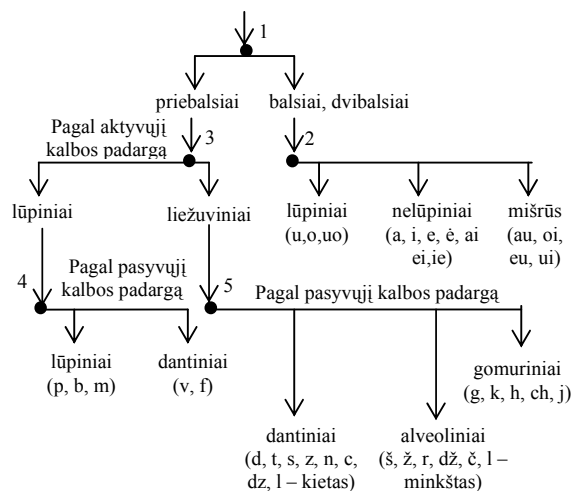 1
priebalsiai
balsiai, dvibalsiai
Pagal aktyvųjį
kalbos padargą
3
2
lūpiniai
liežuviniai
lūpiniai
(u,o,uo)
nelūpiniai
(a, i, e, ė, ai
ei,ie)
mišrūs
(au, oi,
eu, ui)
4
Pagal pasyvųjį
kalbos padargą
5
Pagal pasyvųjį kalbos padargą
lūpiniai
(p, b, m)
dantiniai
(v, f)
gomuriniai
(g, k, h, ch, j)
dantiniai
(d, t, s, z, n, c,
dz, l – kietas)
alveoliniai
(š, ž, r, dž, č, l –
minkštas)